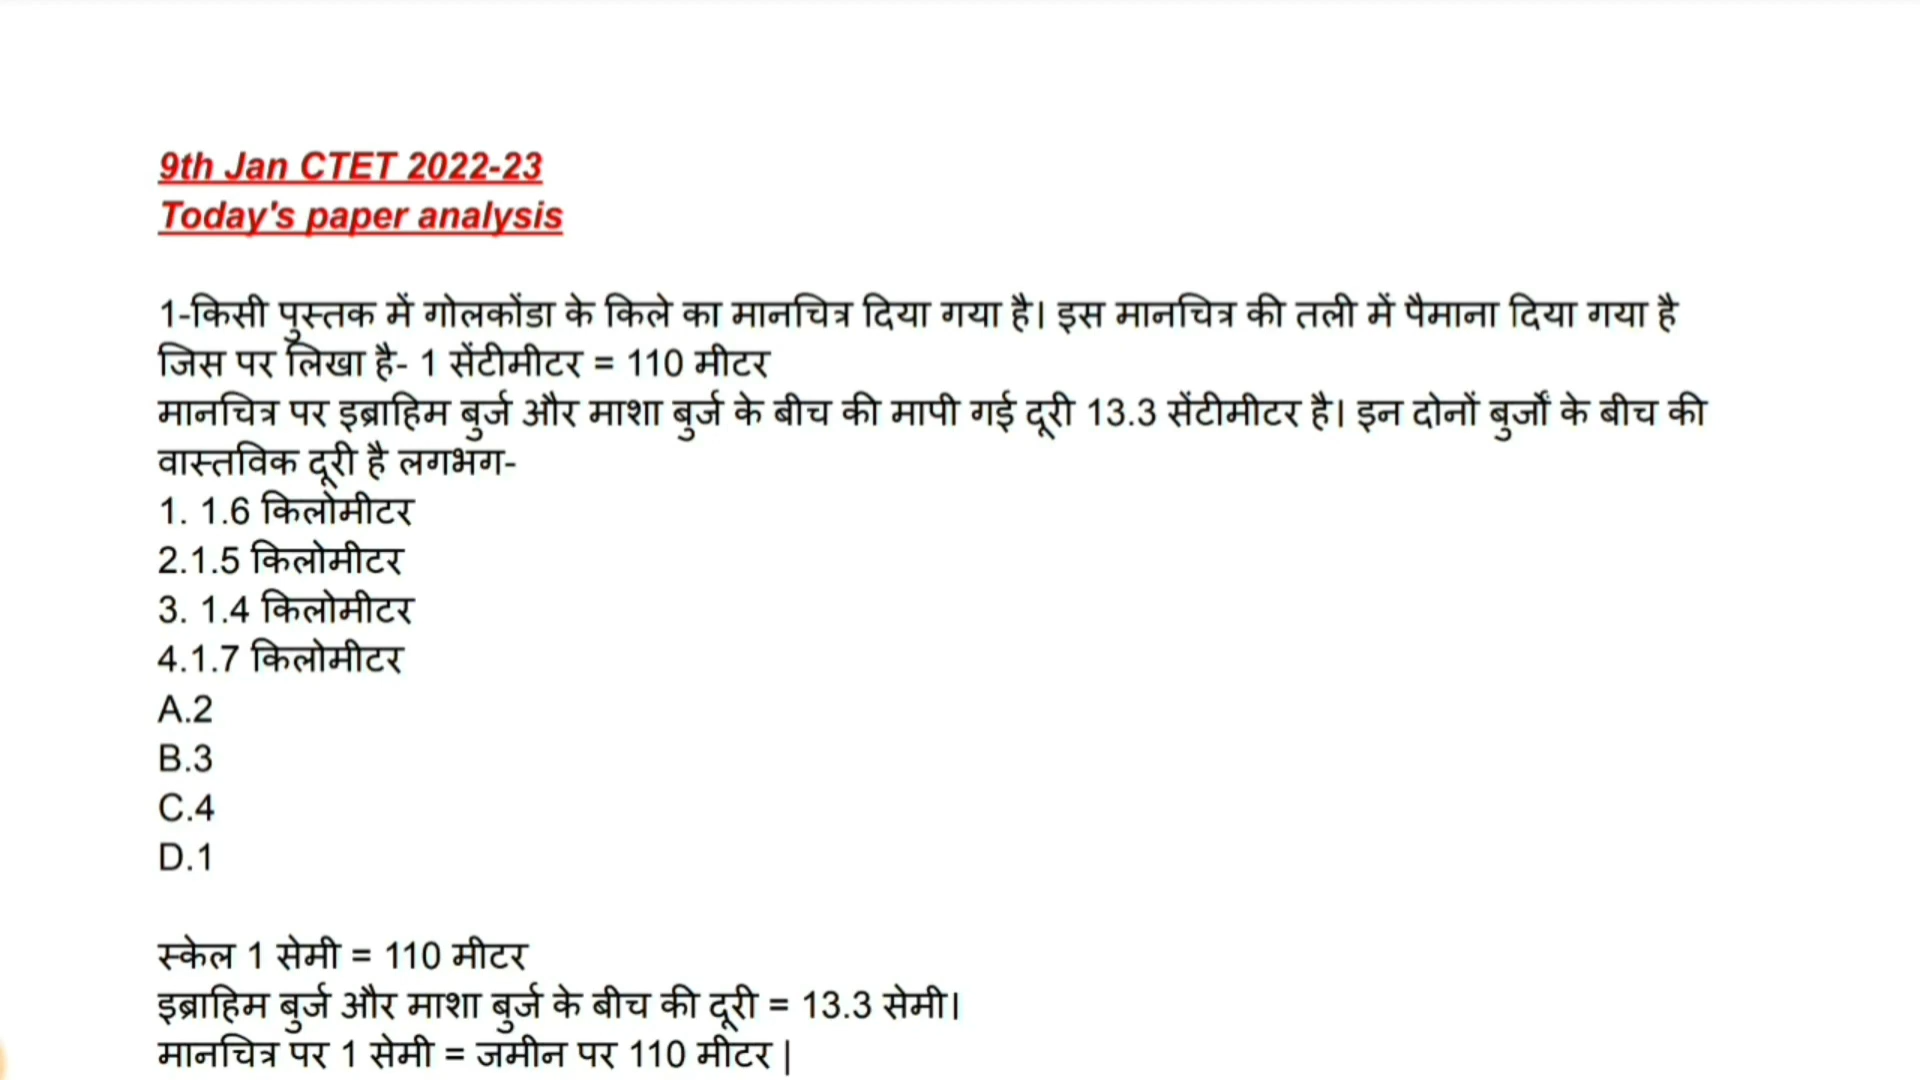 9th Jan CTET 2022-23
Today's paper analysis
1-किसी पुस्तक में गोलकोंडा के किले का मानचित्र दिया गया है। इस मानचित्र की तली में पैमाना दिया गया है
जिस पर लिखा है- 1 सेंटीमीटर = 110 मीटर
मानचित्र पर इब्राहिम बुर्ज और माशा बुर्ज के बीच की मापी गई दूरी 13.3 सेंटीमीटर है। इन दोनों बुर्जों के बीच की
वास्तविक दूरी है लगभग-
1. 1.6 किलोमीटर
2.1.5 किलोमीटर
3. 1.4 किलोमीटर
4.1.7 किलोमीटर
A.2
B.3
C.4
D.1
स्केल 1 सेमी = 110 मीटर
इब्राहिम बुर्ज और माशा बुर्ज के बीच की दूरी = 13.3 सेमी।
मानचित्र पर 1 सेमी = जमीन पर 110 मीटर |